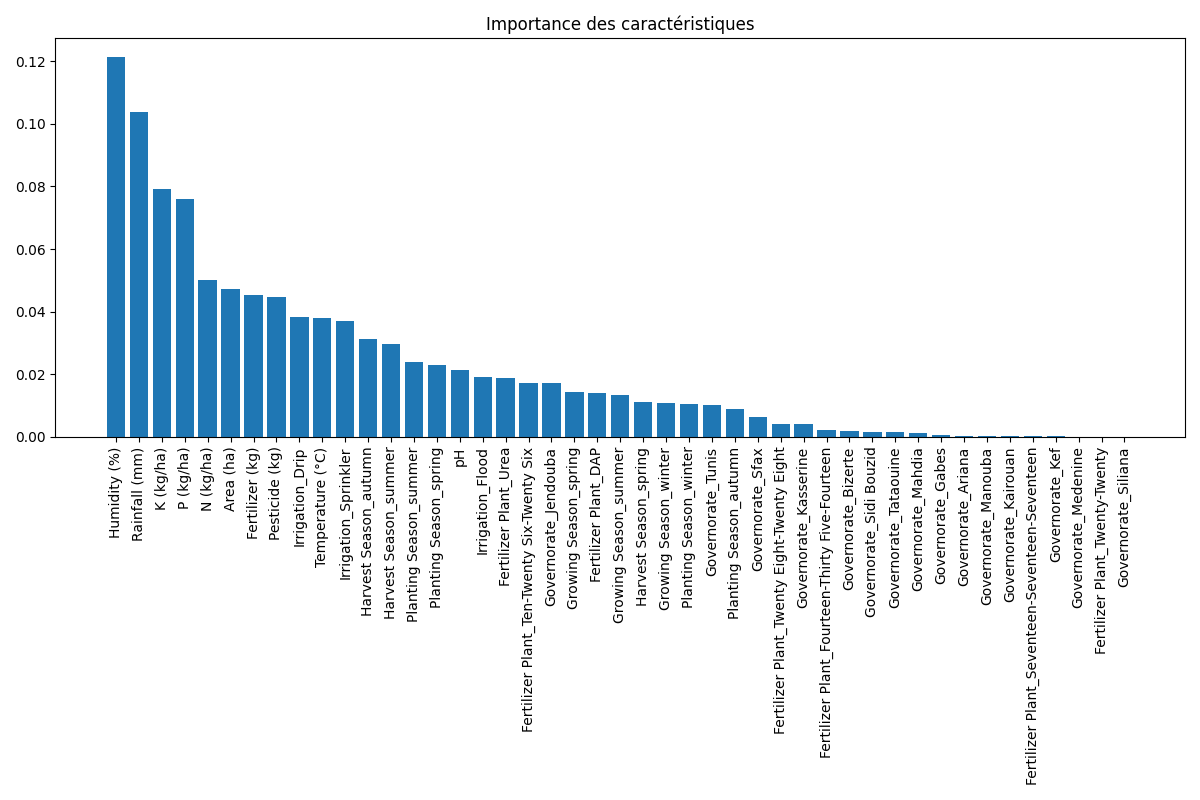 Importance des caractéristiques
0.12
0.10
0.08
0.06
0.04
0.02
0.00
Humidity (%)
Rainfall (mm)
K (kg/ha)
P (kg/ha)
N (kg/ha)
Area (ha)
Fertilizer (kg)
Pesticide (kg)
Irrigation_Drip
Temperature (°C)
Irrigation_Sprinkler
Harvest Season_autumn
Harvest Season_summer
Planting Season_summer
Planting Season_spring
pH
Irrigation_Flood
Fertilizer Plant_Urea
Fertilizer Plant_Ten-Twenty Six-Twenty Six
Governorate_Jendouba
Growing Season_spring
Fertilizer Plant_DAP
Growing Season_summer
Harvest Season_spring
Growing Season_winter
Planting Season_winter
Governorate_Tunis
Planting Season_autumn
Governorate_Sfax
Fertilizer Plant_Twenty Eight-Twenty Eight
Governorate_Kasserine
Fertilizer Plant_Fourteen-Thirty Five-Fourteen
Governorate_Bizerte
Governorate_Sidi Bouzid
Governorate_Tataouine
Governorate_Mahdia
Governorate_Gabes
Governorate_Ariana
Governorate_Manouba
Governorate_Kairouan
Fertilizer Plant_Seventeen-Seventeen-Seventeen
Governorate_Kef
Governorate_Medenine
Fertilizer Plant_Twenty-Twenty
Governorate_Siliana